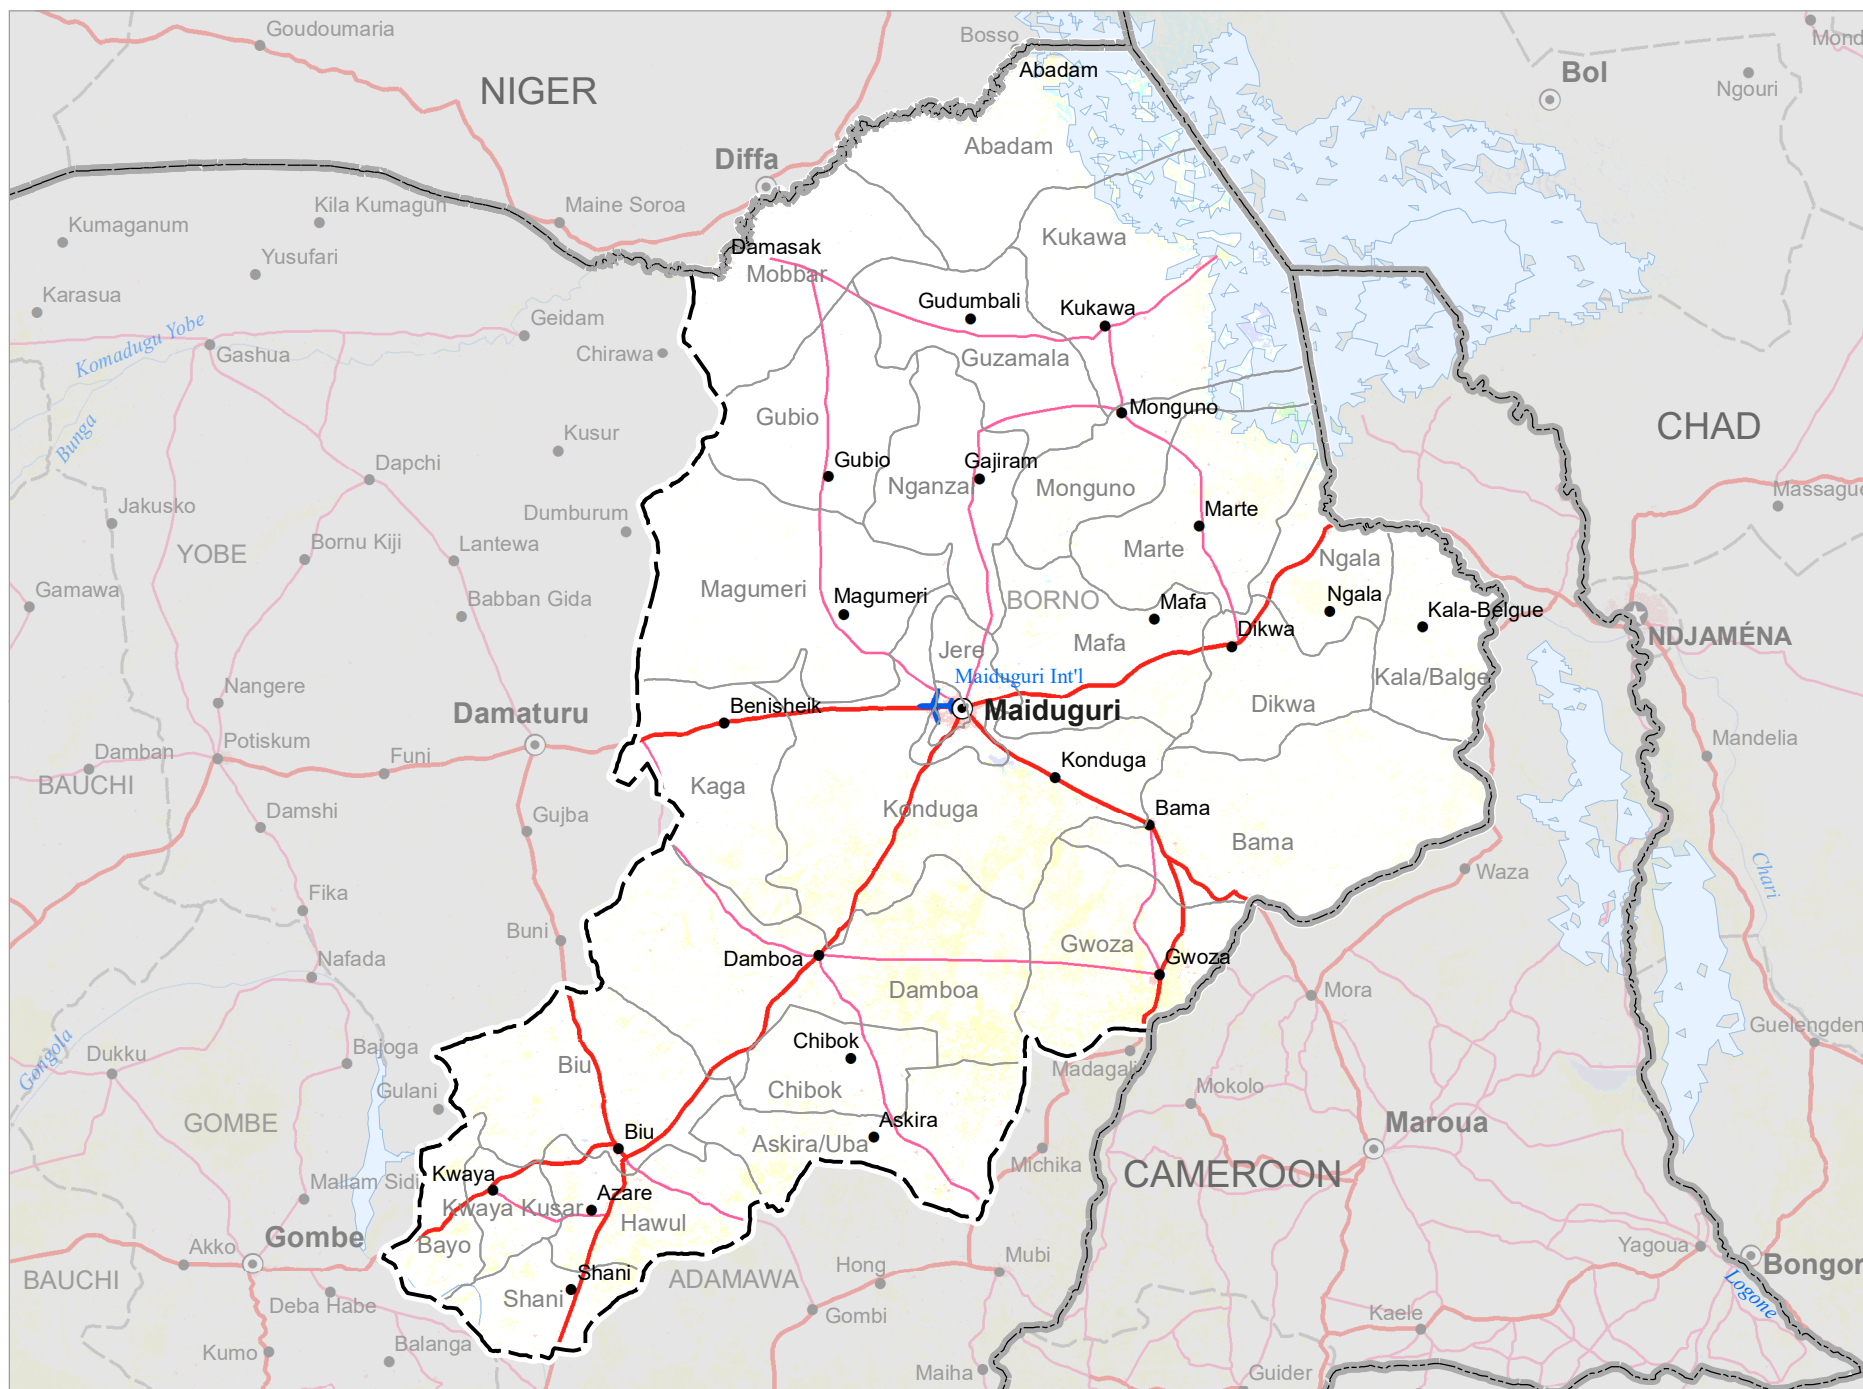 Goudoumaria
Bosso
Mond
NIGER
Abadam
Bol
Ngouri
Abadam
Diffa
Kila Kumagun
Maine Soroa
Kumaganum
Yusufari
Damasak
Mobbar
Kukawa
Karasua
Gudumbali
Kukawa
Geidam
Komadugu Yobe
Gashua
Chirawa
Guzamala
Gubio
Monguno
CHAD
Bunga
Kusur
Dapchi
Gubio
Gajiram
Nganzai
Monguno
Massague
Jakusko
Dumburum
Marte
YOBE
Bornu Kiji
Lantewa
Marte
Ngala
Gamawa
Babban Gida
Magumeri
Magumeri
BORNO
Mafa
Ngala
Kala-Belgue
Mafa
Dikwa
NDJAMÉNA
Jere
Maiduguri Int'l
Kala/Balge
Nangere
Damaturu
Benisheik
Maiduguri
Dikwa
Damban
Potiskum
Funi
Mandelia
BAUCHI
Kaga
Konduga
Konduga
Bama
Damshi
Gujba
Bama
Waza
Chari
Fika
Buni
Nafada
Damboa
Gwoza
Gwoza
Damboa
Mora
Guelengden
Gongola
Dukku
Bajoga
Biu
Chibok
Madagali
Gulani
Chibok
Mokolo
GOMBE
Askira
Maroua
Biu
Askira/Uba
Michika
CAMEROON
Mallam Sidi
Kwaya
Azare
Kwaya Kusar
Hawul
Gombe
Bayo
Akko
Yagoua
Bongor
BAUCHI
Shani
ADAMAWA
Hong
Mubi
Logone
Deba Habe
Shani
Gombi
Kaele
Kumo
Balanga
Maiha
Guider